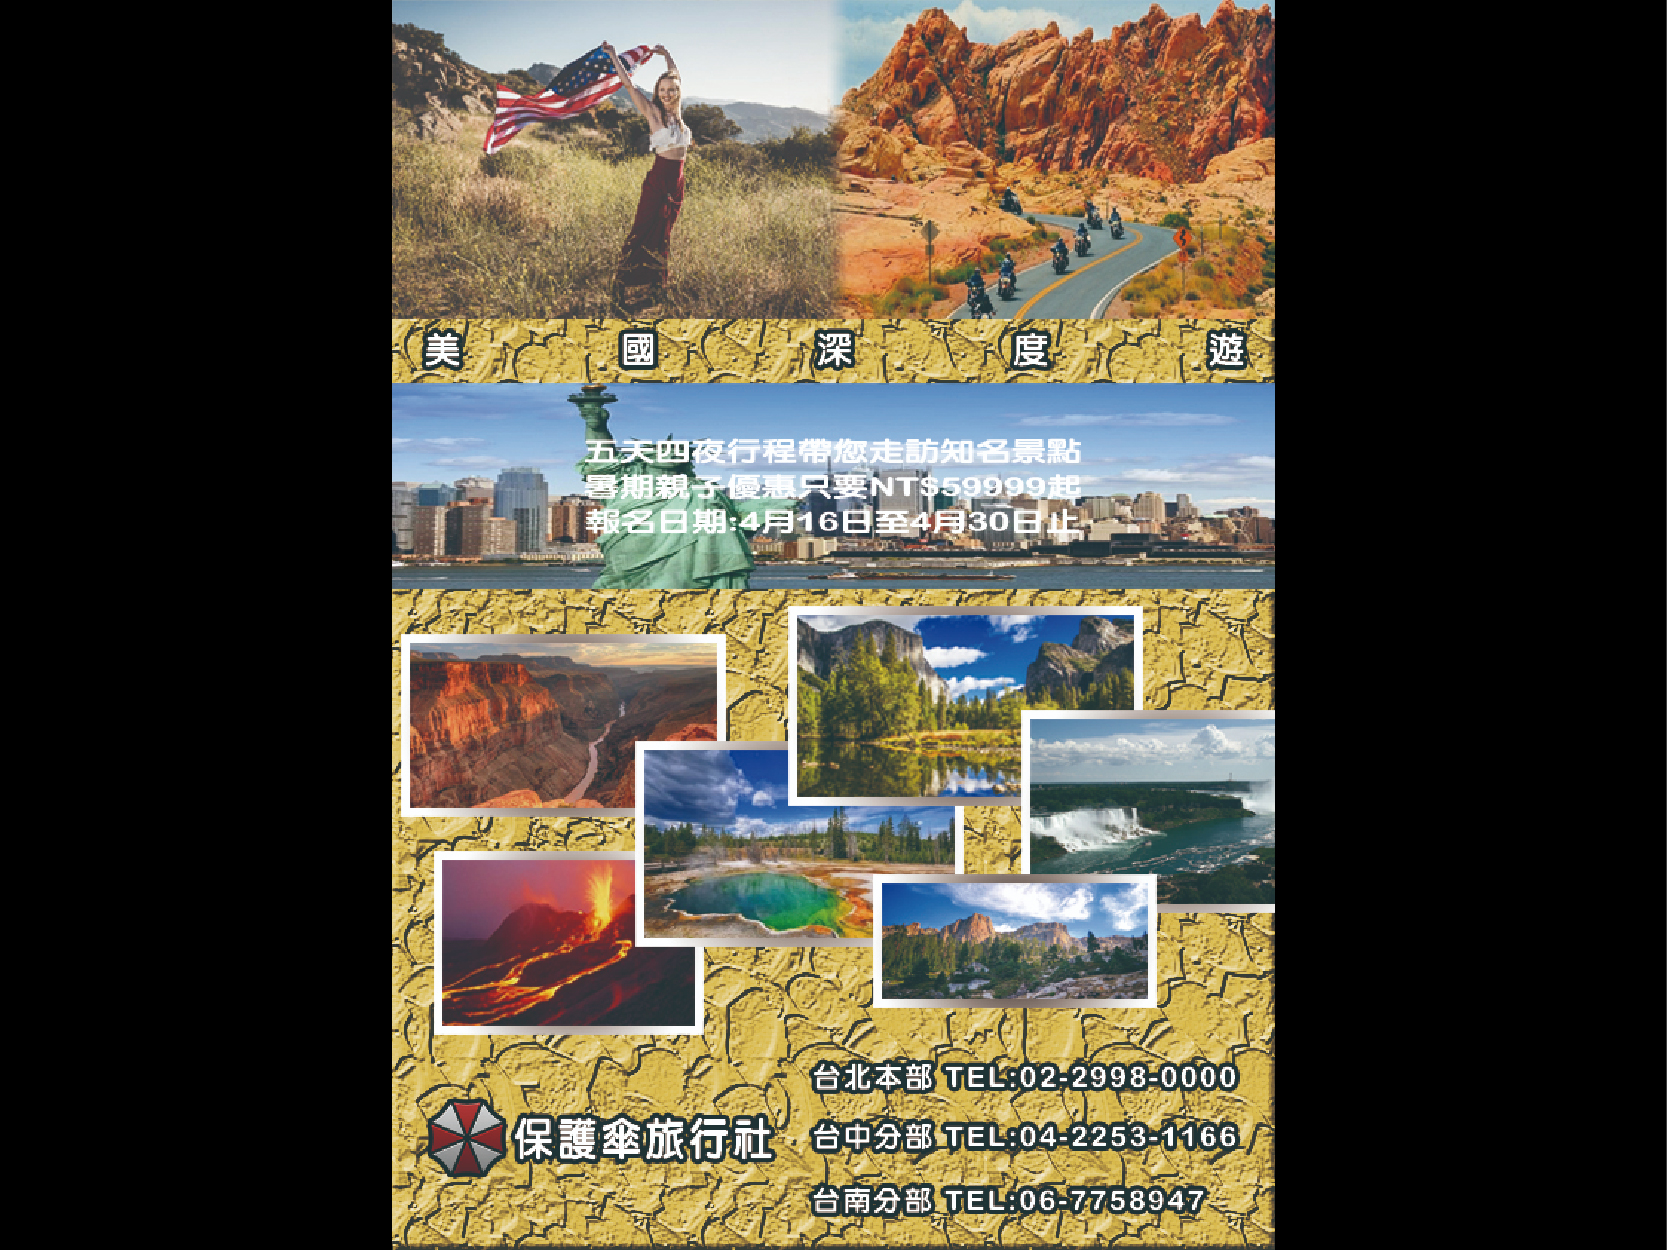 美國深度遊
五天四夜行程帶您走訪知名景點
暑期親子優惠只要NT$59999起
報名日期:4月16日至4月30日止
保護傘旅行社
台北本部 TEL:02-2998-0000
台中分部 TEL:04-2253-1166
台南分部 TEL:06-7758947